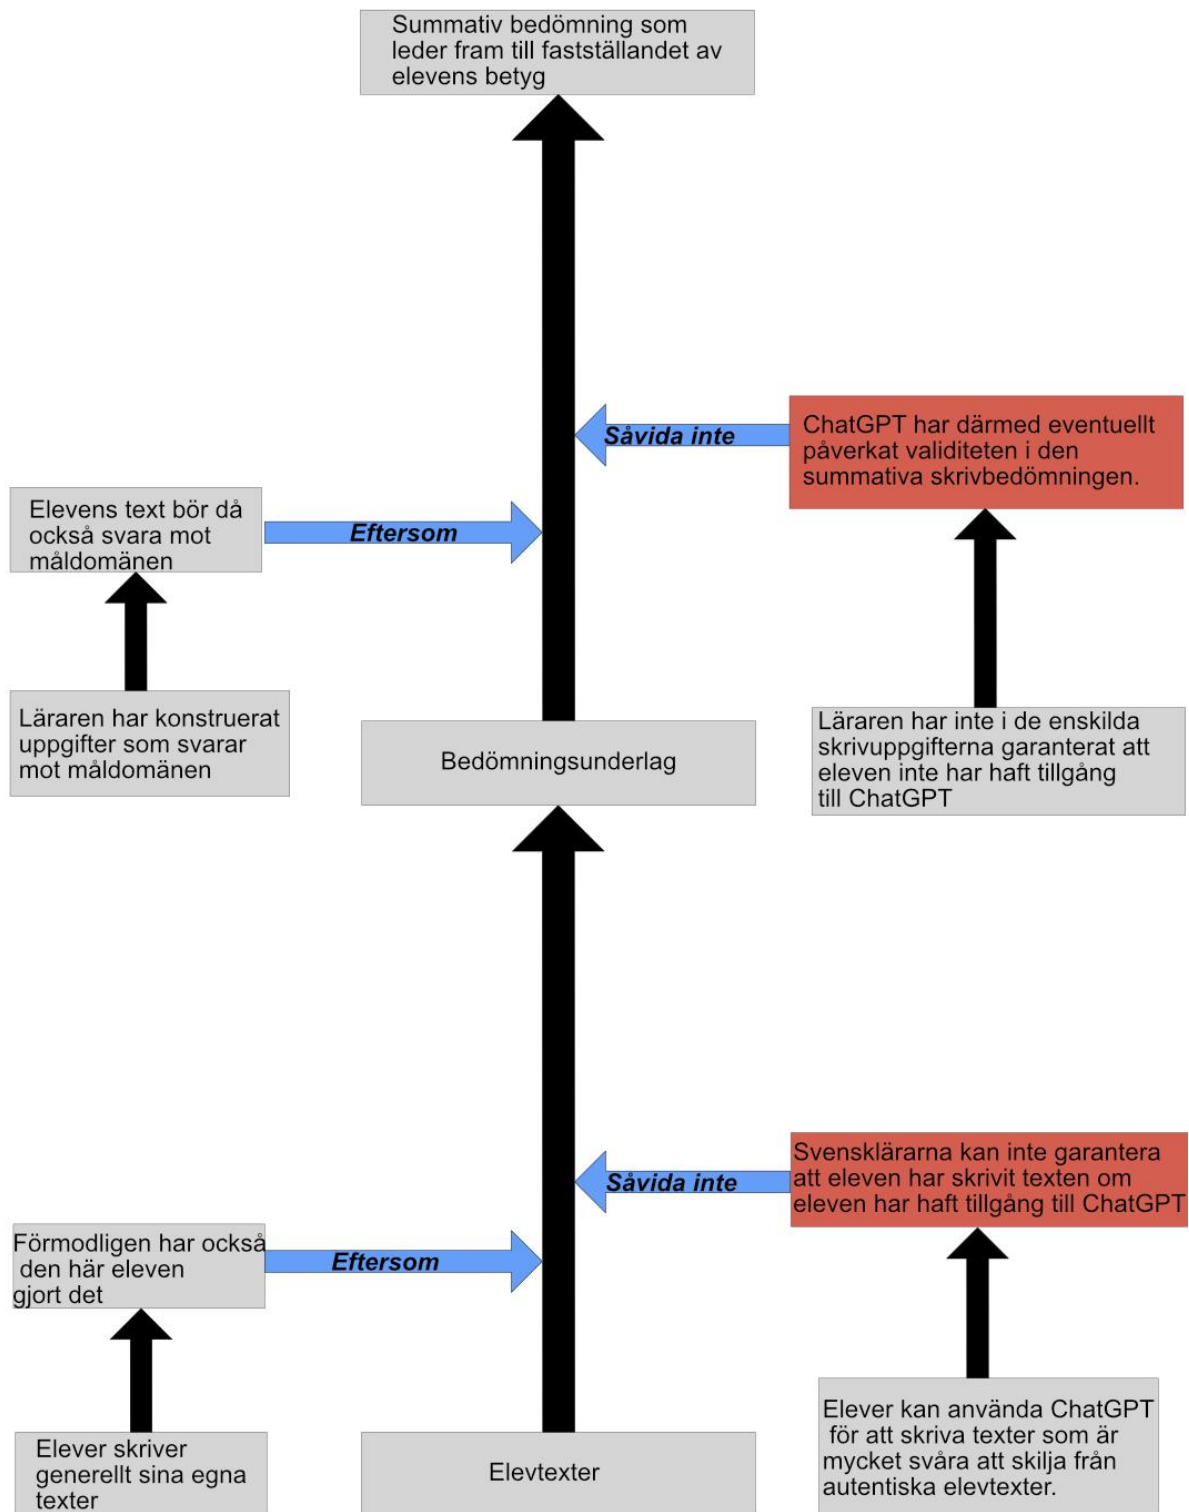 Summativ bedömning som
leder fram till fastställandet av
elevens betyg
Såvida inte
ChatGPT har därmed eventuellt
påverkat validiteten i den
summativa skrivbedömningen.
Elevens text bör då
också svara mot
måldomänen
Eftersom
Läraren har konstruerat
uppgifter som svarar
mot måldomänen
Bedömningsunderlag
Läraren har inte i de enskilda
skrivuppgifterna garanterat att
eleven inte har haft tillgång
till ChatGPT
Såvida inte
Svensklärarna kan inte garantera
att eleven har skrivit texten om
eleven har haft tillgång till ChatGPT
Förmodligen har också
den här eleven
gjort det
Eftersom
Elever skriver
generellt sina egna
texter
Elevtexter
Elever kan använda ChatGPT
för att skriva texter som är
mycket svåra att skilja från
autentiska elevtexter.